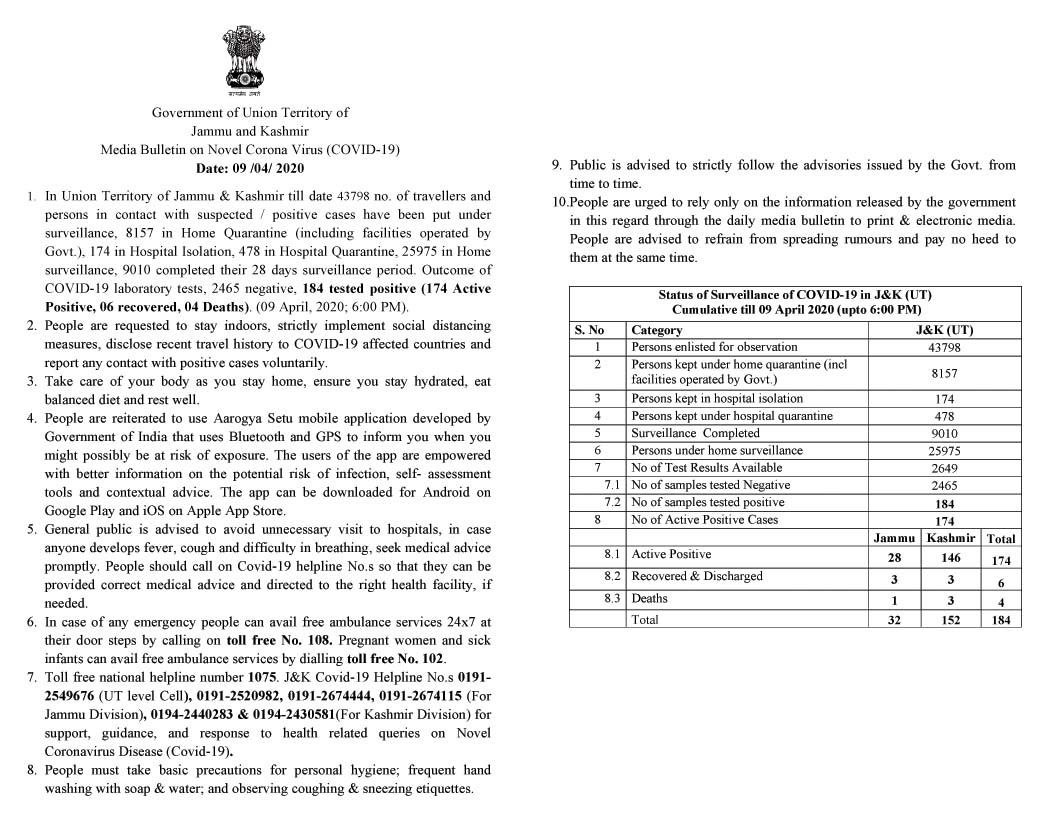 सत्यमेव जयते
Government of Union Territory of
Jammu and Kashmir
Media Bulletin on Novel Corona Virus (COVID-19)
Date: 09 /04/ 2020
1. In Union Territory of Jammu & Kashmir till date 43798 no. of travellers and
persons in contact with suspected / positive cases have been put under
surveillance, 8157 in Home Quarantine (including facilities operated by
Govt.), 174 in Hospital Isolation, 478 in Hospital Quarantine, 25975 in Home
surveillance, 9010 completed their 28 days surveillance period. Outcome of
COVID-19 laboratory tests, 2465 negative, 184 tested positive (174 Active
Positive, 06 recovered, 04 Deaths). (09 April, 2020; 6:00 PM).
2. People are requested to stay indoors, strictly implement social distancing
measures, disclose recent travel history to COVID-19 affected countries and
report any contact with positive cases voluntarily.
3. Take care of your body as you stay home, ensure you stay hydrated, eat
balanced diet and rest well.
4. People are reiterated to use Aarogya Setu mobile application developed by
Government of India that uses Bluetooth and GPS to inform you when you
might possibly be at risk of exposure. The users of the app are empowered
with better information on the potential risk of infection, self- assessment
tools and contextual advice. The app can be downloaded for Android on
Google Play and iOS on Apple App Store.
5. General public is advised to avoid unnecessary visit to hospitals, in case
anyone develops fever, cough and difficulty in breathing, seek medical advice
promptly. People should call on Covid-19 helpline No.s so that they can be
provided correct medical advice and directed to the right health facility, if
needed.
6. In case of any emergency people can avail free ambulance services 24x7 at
their door steps by calling on toll free No. 108. Pregnant women and sick
infants can avail free ambulance services by dialling toll free No. 102.
7. Toll free national helpline number 1075. J&K Covid-19 Helpline No.s 0191-
2549676 (UT level Cell), 0191-2520982, 0191-2674444, 0191-2674115 (For
Jammu Division), 0194-2440283 & 0194-2430581(For Kashmir Division) for
support, guidance, and response to health related queries on Novel
Coronavirus Disease (Covid-19).
8. People must take basic precautions for personal hygiene; frequent hand
washing with soap & water; and observing coughing & sneezing etiquettes.
9. Public is advised to strictly follow the advisories issued by the Govt. from
time to time.
10.People are urged to rely only on the information released by the government
in this regard through the daily media bulletin to print & electronic media.
People are advised to refrain from spreading rumours and pay no heed to
them at the same time.
Status of Surveillance of COVID-19 in J&K (UT)
Cumulative till 09 April 2020 (upto 6:00 PM)
S. No Category J&K (UT)
1 Persons enlisted for observation 43798
2 Persons kept under home quarantine (incl
facilities operated by Govt.) 8157
3 Persons kept in hospital isolation 174
4 Persons kept under hospital quarantine 478
5 Surveillance Completed 9010
6 Persons under home surveillance 25975
7 No of Test Results Available 2649
7.1 No of samples tested Negative 2465
7.2 No of samples tested positive 184
8 No of Active Positive Cases 174
Jammu Kashmir Total
8.1 Active Positive 28 146 174
8.2 Recovered & Discharged 3 3 6
8.3 Deaths 1 3 4
Total 32 152 184